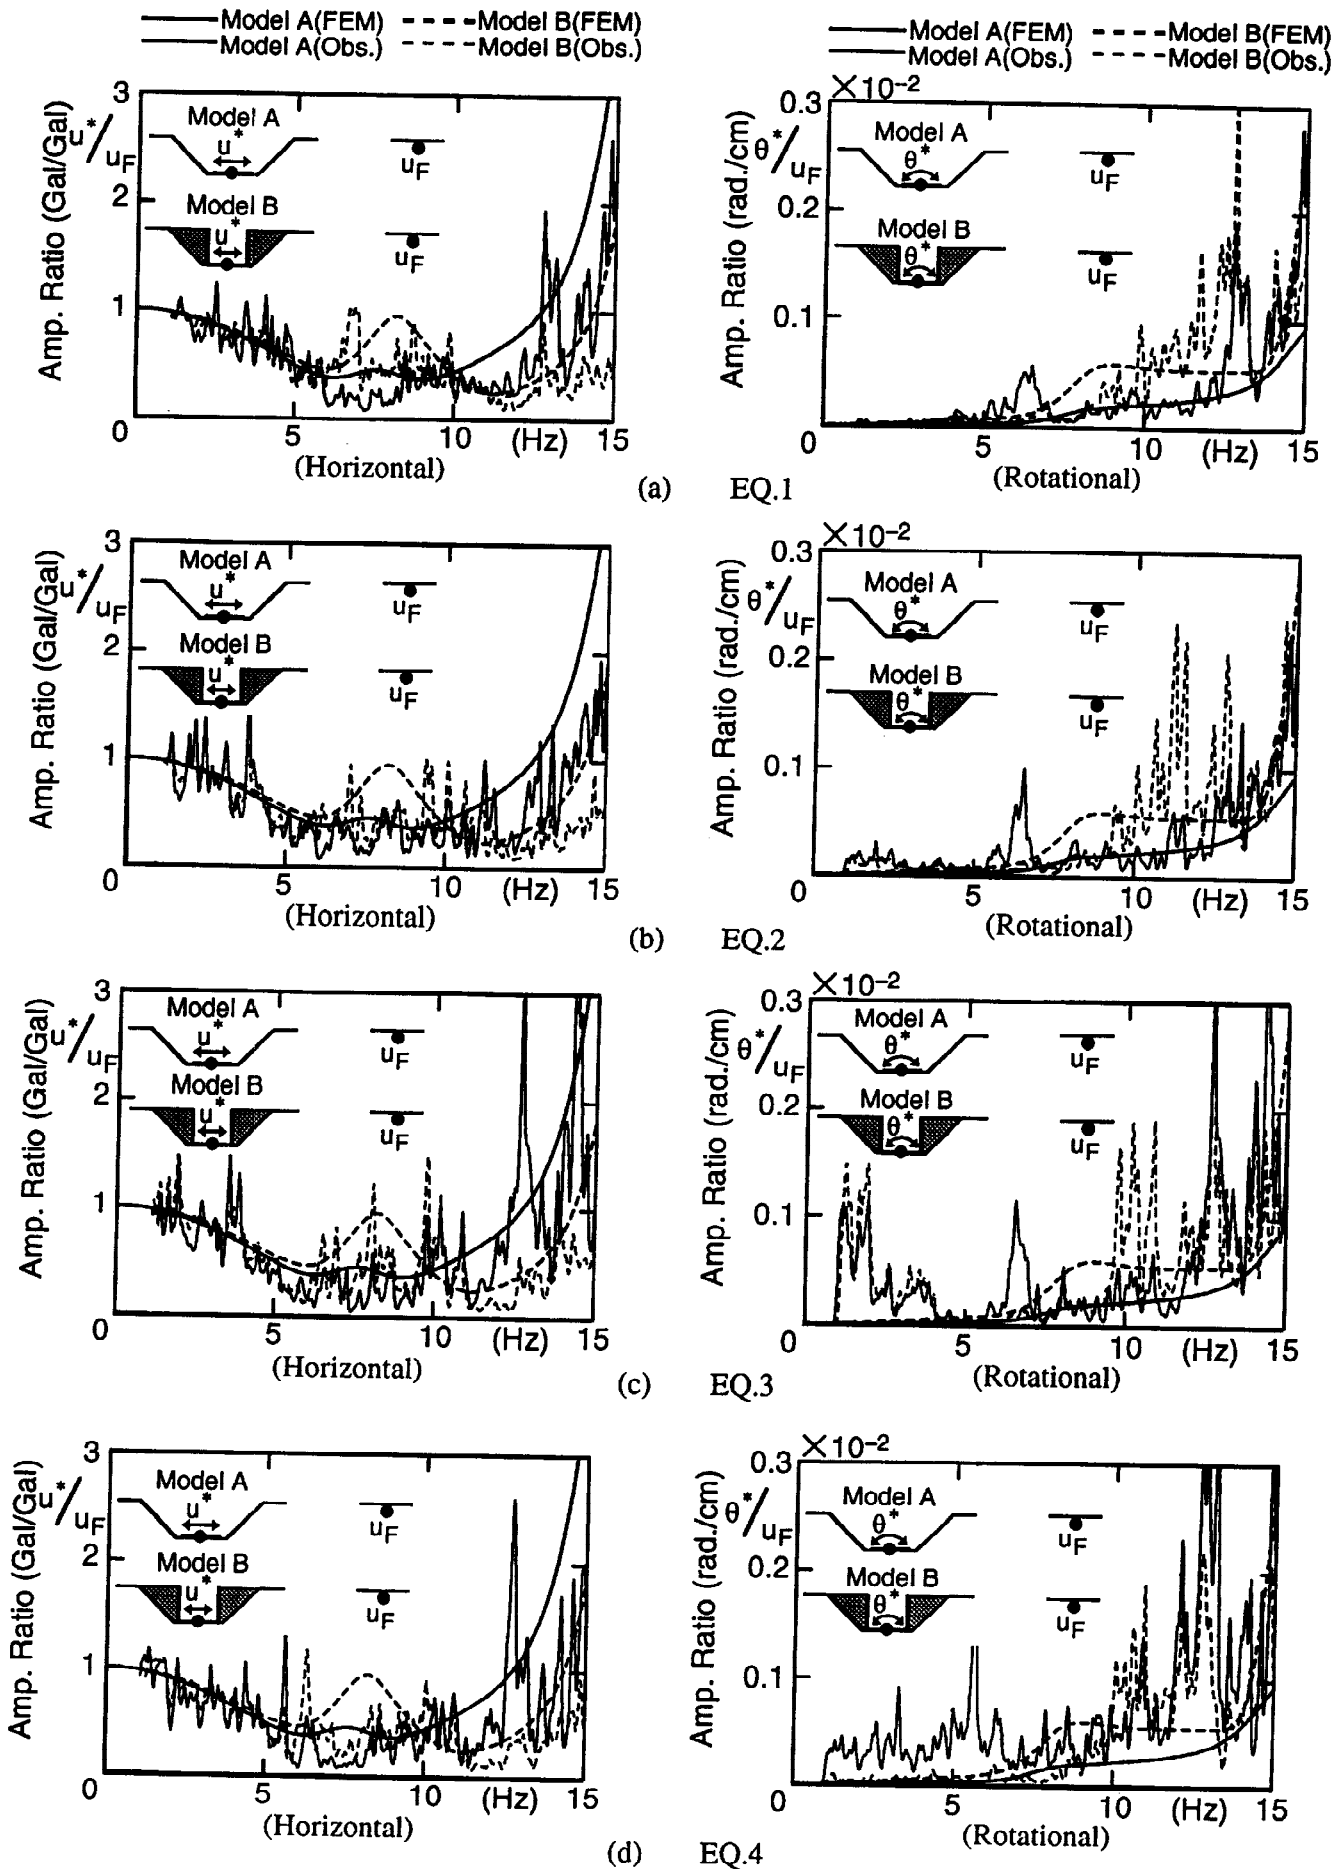 Model A(FEM) Model B(FEM)
Model A(Obs.) Model B(Obs.)
Model A(FEM) Model B(FEM)
Model A(Obs.) Model B(Obs.)
Amp. Ratio (Gal/Gal)
u*/uF
3
2
1
0
5
10
(Hz)
15
Model A
u*
uF
Model B
u*
uF
(Horizontal)
Amp. Ratio (rad./cm)
θ*/uF
×10−2
0.3
0.2
0.1
0
5
10
(Hz)
15
Model A
θ*
uF
Model B
θ*
uF
(Rotational)
(a) EQ.1
Amp. Ratio (Gal/Gal)
u*/uF
3
2
1
0
5
10
(Hz)
15
Model A
u*
uF
Model B
u*
uF
(Horizontal)
Amp. Ratio (rad./cm)
θ*/uF
×10−2
0.3
0.2
0.1
0
5
10
(Hz)
15
Model A
θ*
uF
Model B
θ*
uF
(Rotational)
(b) EQ.2
Amp. Ratio (Gal/Gal)
u*/uF
3
2
1
0
5
10
(Hz)
15
Model A
u*
uF
Model B
u*
uF
(Horizontal)
Amp. Ratio (rad./cm)
θ*/uF
×10−2
0.3
0.2
0.1
0
5
10
(Hz)
15
Model A
θ*
uF
Model B
θ*
uF
(Rotational)
(c) EQ.3
Amp. Ratio (Gal/Gal)
u*/uF
3
2
1
0
5
10
(Hz)
15
Model A
u*
uF
Model B
u*
uF
(Horizontal)
Amp. Ratio (rad./cm)
θ*/uF
×10−2
0.3
0.2
0.1
0
5
10
(Hz)
15
Model A
θ*
uF
Model B
θ*
uF
(Rotational)
(d) EQ.4